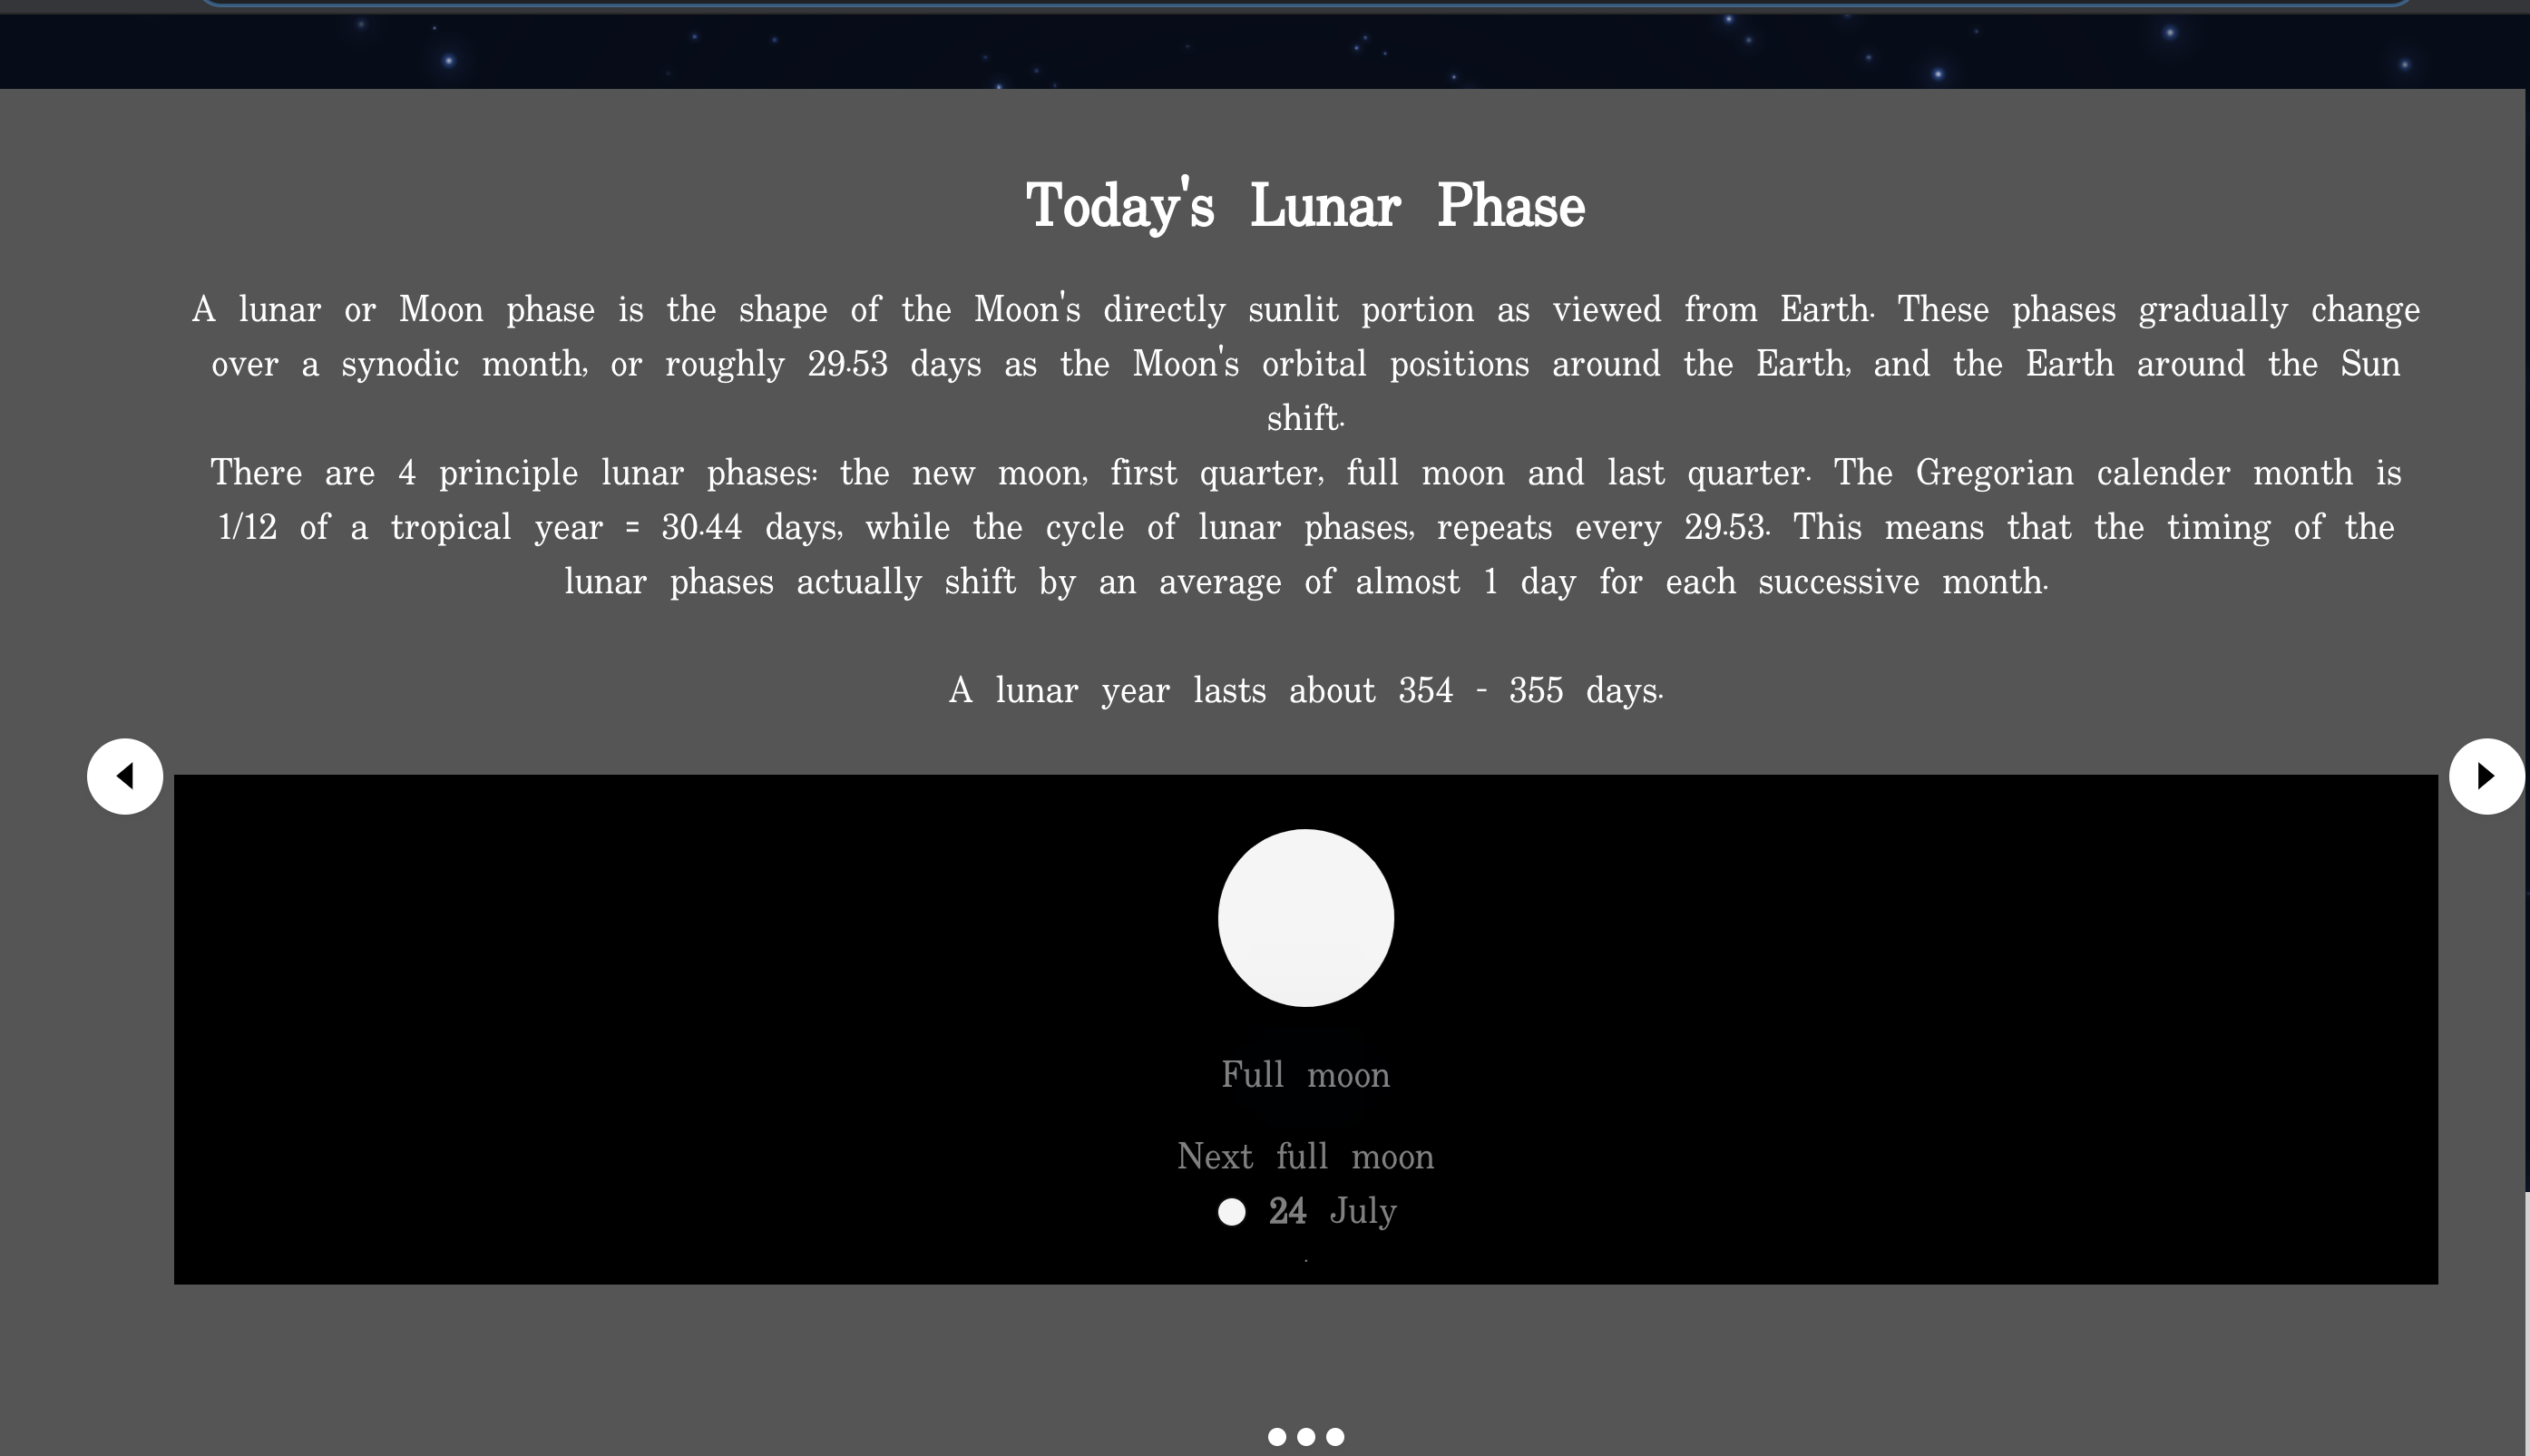 Today's Lunar Phase
A lunar or Moon phase is the shape of the Moon's directly sunlit portion as viewed from Earth. These phases gradually change
over a synodic month, or roughly 29.53 days as the Moon's orbital positions around the Earth, and the Earth around the Sun
shift.
There are 4 principle lunar phases: the new moon, first quarter, full moon and last quarter. The Gregorian calender month is
1/12 of a tropical year = 30.44 days, while the cycle of lunar phases, repeats every 29.53. This means that the timing of the
lunar phases actually shift by an average of almost 1 day for each successive month.
A lunar year lasts about 354 - 355 days.
Full moon
Next full moon
24 July
.